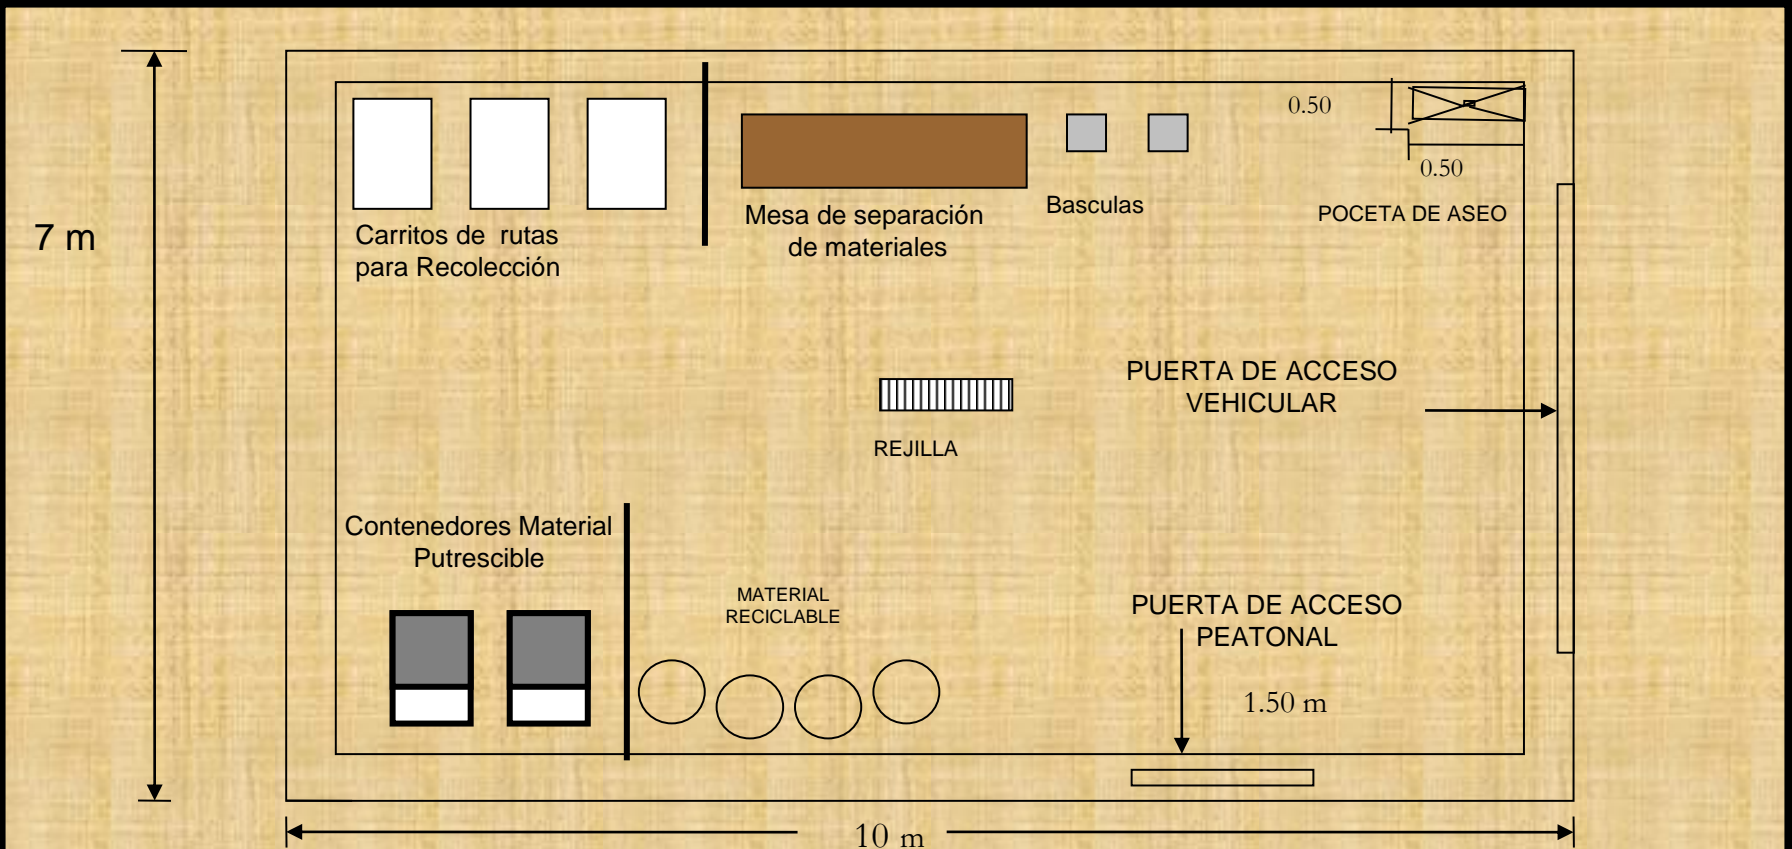 0.50
0.50
7 m
Carritos de rutas
para Recolección
Mesa de separación
de materiales
Basculas
POCETA DE ASEO
PUERTA DE ACCESO
VEHICULAR
REJILLA
Contenedores Material
Putrescible
MATERIAL
RECICLABLE
PUERTA DE ACCESO
PEATONAL
1.50 m
10 m